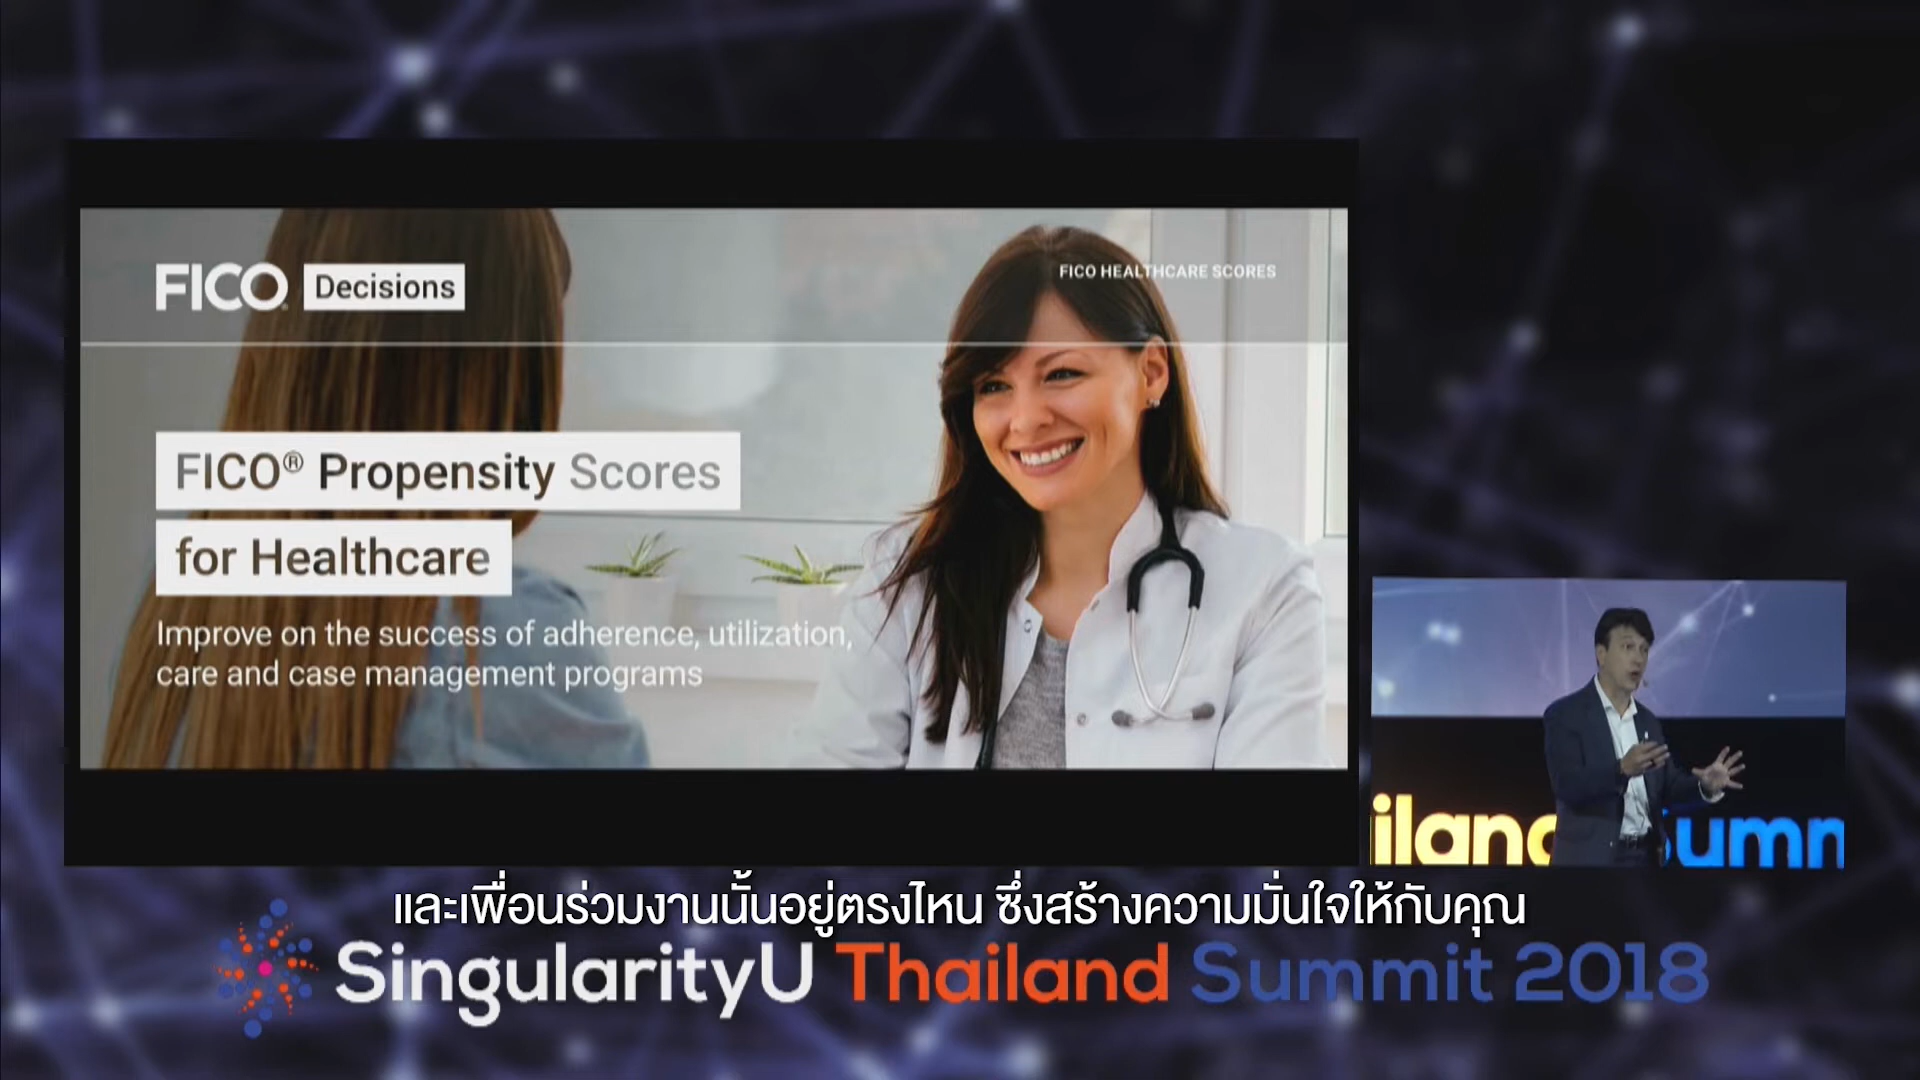 FICO Decisions
FICO HEALTHCARE SCORES
FICO® Propensity Scores
for Healthcare
Improve on the success of adherence, utilization,
care and case management programs
iland Summ
และเพื่อนร่วมงานนั้นอยู่ตรงไหน ซึ่งสร้างความมั่นใจให้กับคุณ
SingularityU Thailand Summit 2018